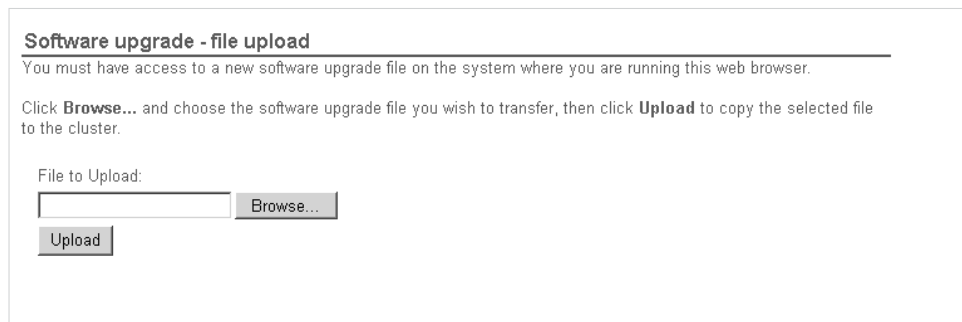 Software upgrade - file upload
You must have access to a new software upgrade file on the system where you are running this web browser.
Click Browse... and choose the software upgrade file you wish to transfer, then click Upload to copy the selected file
to the cluster.
File to Upload:
Browse...
Upload